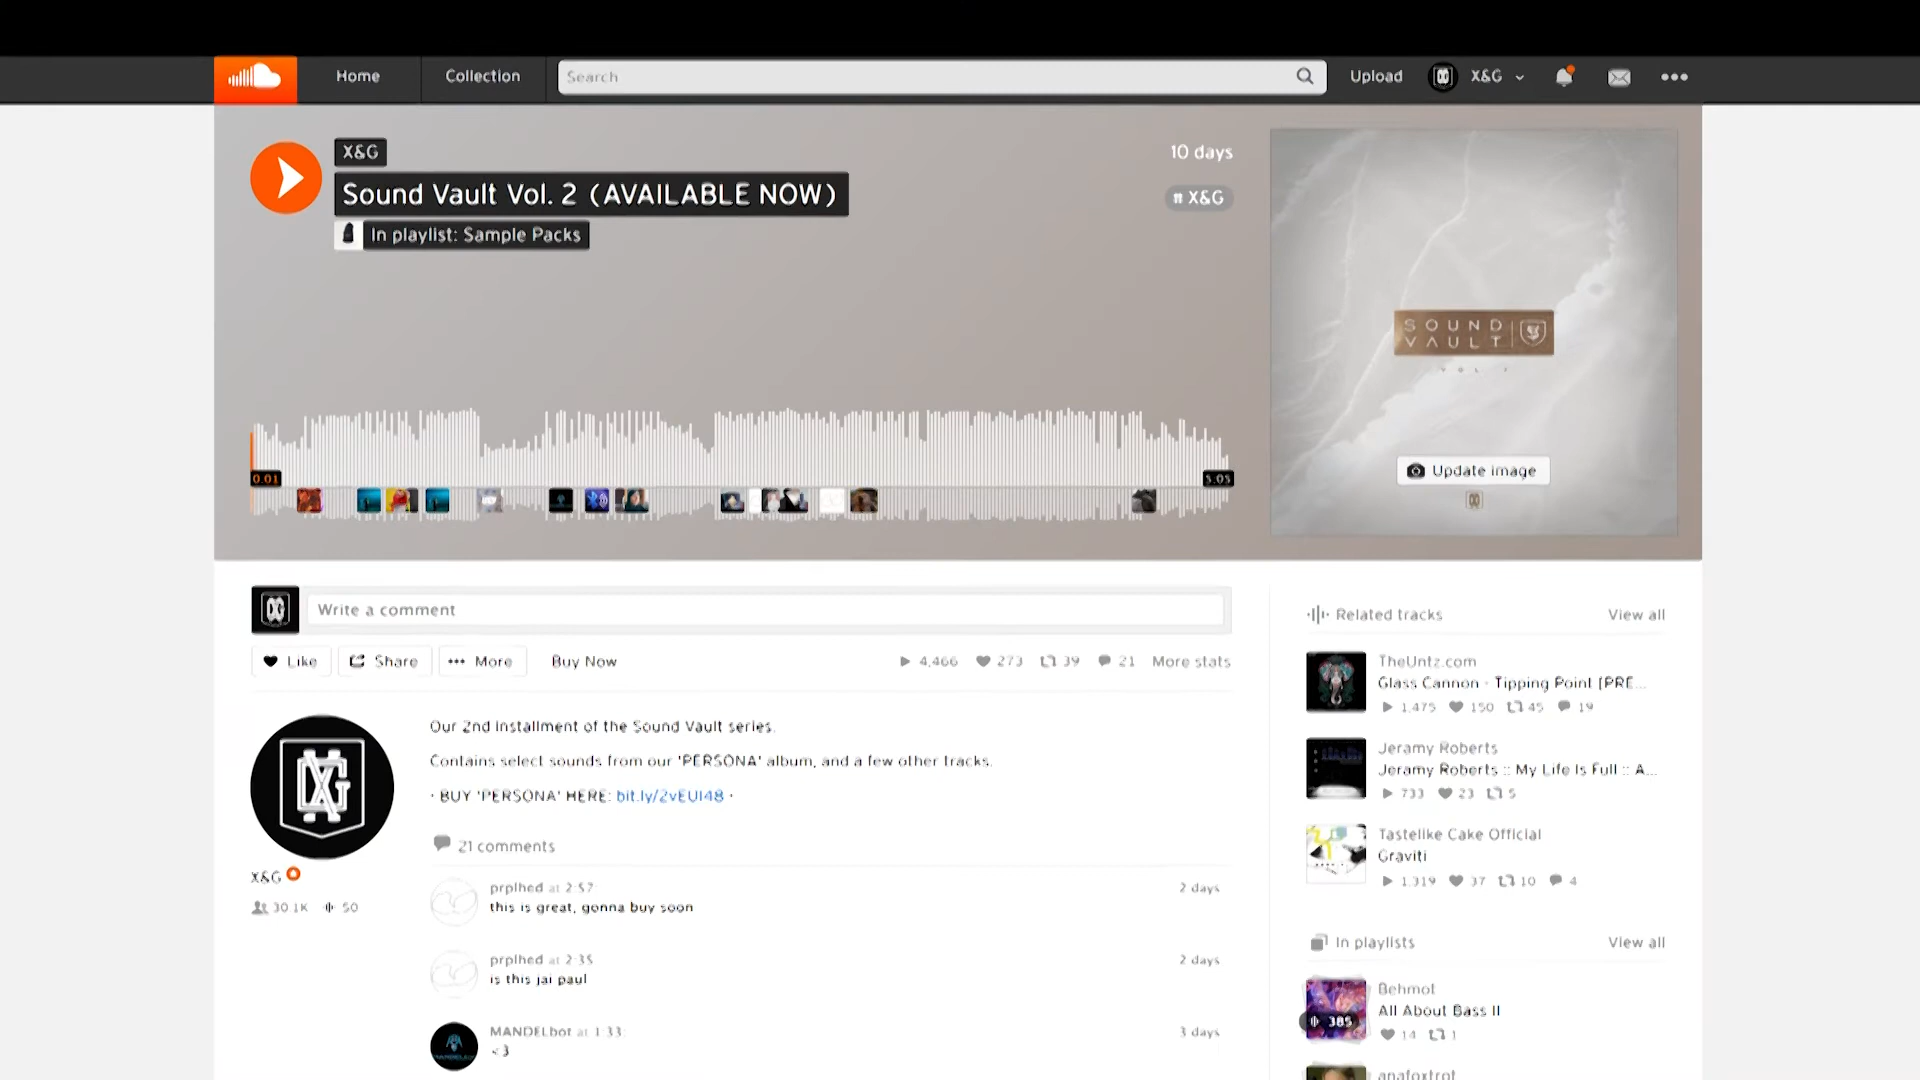 Home
Collection
Search
Upload
X&G
X&G
10 days
Sound Vault Vol. 2 (AVAILABLE NOW)
# X&G
In playlist: Sample Packs
SOUND
VAULT
Update image
0.01
Write a comment
Like
Share
More
Buy Now
4,466
273
39
21
More stats
Our 2nd installment of the Sound Vault series.
Contains select sounds from our 'PERSONA' album, and a few other tracks.
• BUY 'PERSONA' HERE: bit.ly/2vEUI48 •
21 comments
X&G
30.1K
50
prplhed at 2:57
2 days
this is great, gonna buy soon
prplhed at 2:35
2 days
is this jai paul
MANDELbot at 1:33
3 days
<3
Related tracks
View all
TheUntz.com
Glass Cannon - Tipping Point [PRE...
1,475
150
45
19
Jeramy Roberts
Jeramy Roberts :: My Life Is Full :: A...
733
23
5
Tastelike Cake Official
Graviti
1,319
37
10
4
In playlists
View all
Behmot
All About Bass II
385
14
1
anafoxtrot